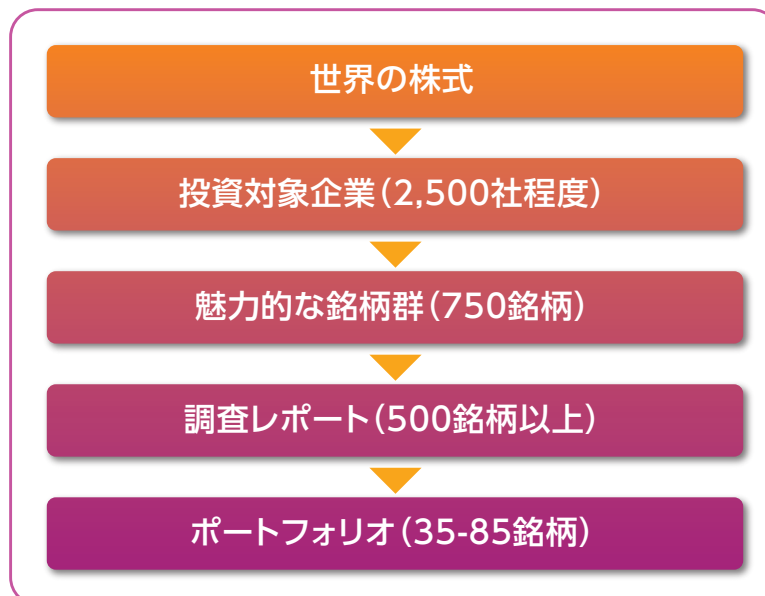 世界の株式
投資対象企業(2,500社程度)
魅力的な銘柄群(750銘柄)
調査レポート(500銘柄以上)
ポートフォリオ(35-85銘柄)